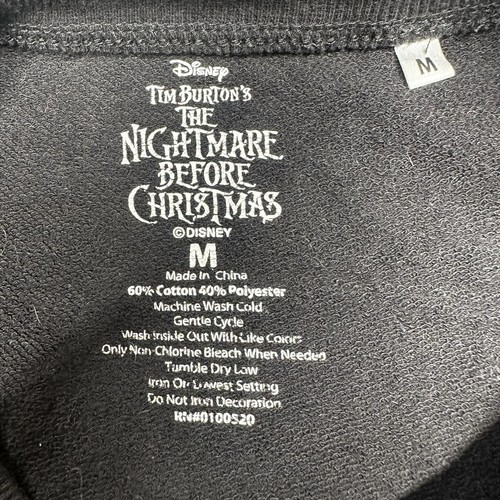 Disney
TIM BURTON'S
THE
NIGHTMARE
BEFORE
CHRISTMAS
©DISNEY
M
Made In China
60% Cotton 40% Polyester
Machine Wash Cold
Gentle Cycle
Wash Inside Out With Like Colors
Only Non-Chlorine Bleach When Needed
Tumble Dry Low
Iron On Lowest Setting
Do Not Iron Decoration
RN#0100520
M